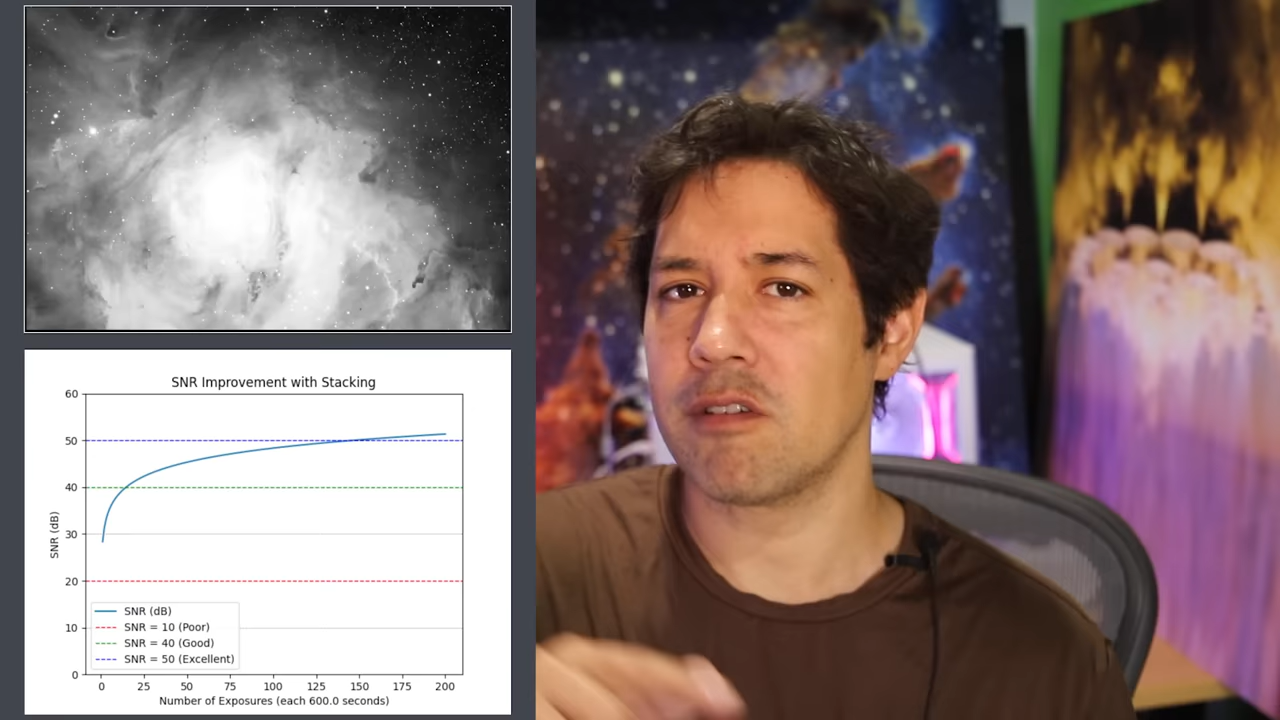 SNR Improvement with Stacking
60
50
40
30
20
10
0
SNR (dB)
SNR (dB)
SNR = 10 (Poor)
SNR = 40 (Good)
SNR = 50 (Excellent)
0 25 50 75 100 125 150 175 200
Number of Exposures (each 600.0 seconds)